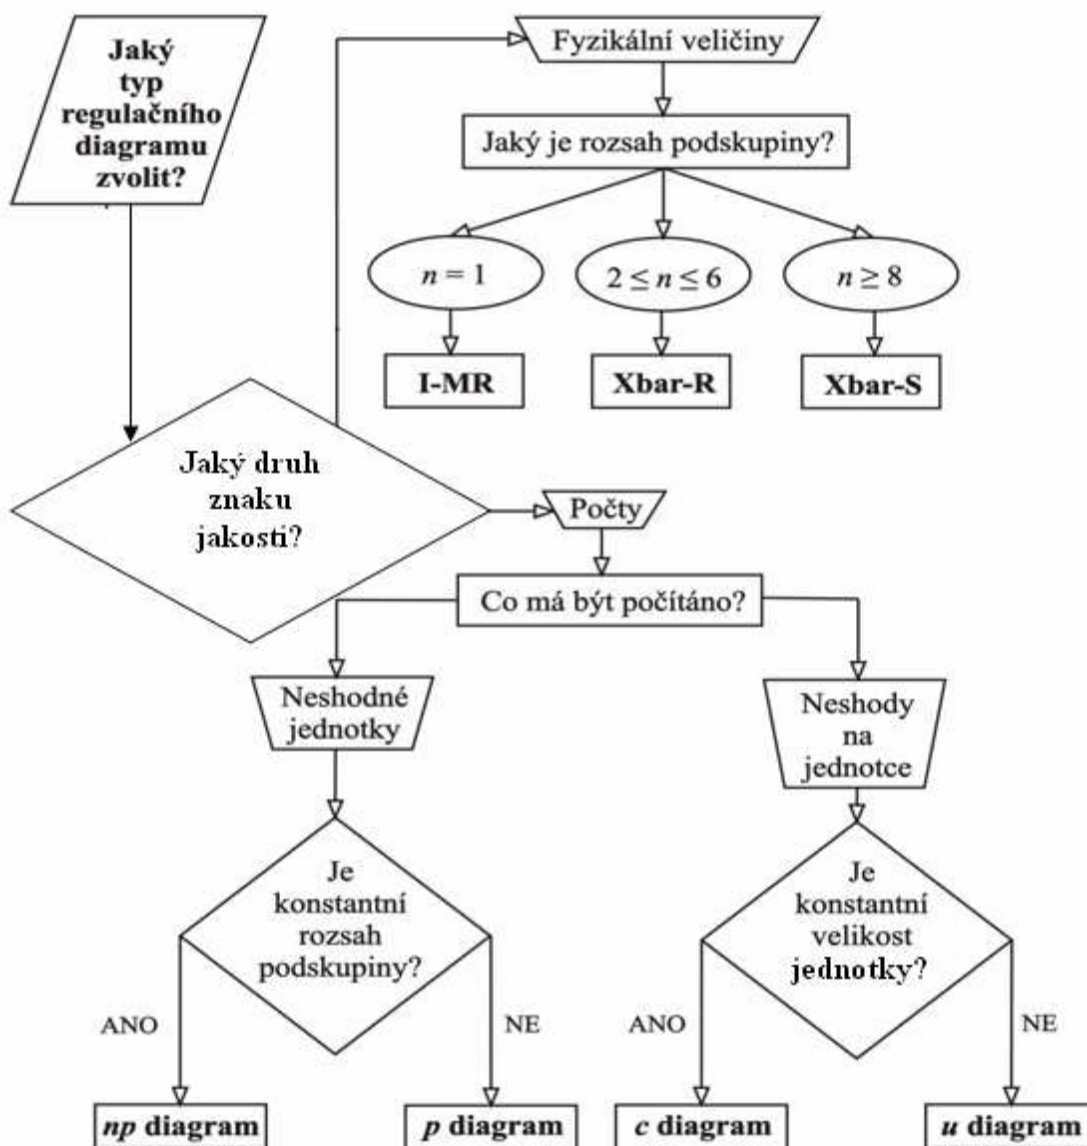 Jaký
typ
regulačního
diagramu
zvolit?
Fyzikální veličiny
Jaký je rozsah podskupiny?
n = 1
2 ≤ n ≤ 6
n ≥ 8
I-MR
Xbar-R
Xbar-S
Jaký druh
znaku
jakosti?
Počty
Co má být počítáno?
Neshodné
jednotky
Neshody
na
jednotce
Je
konstantní
rozsah
podskupiny?
Je
konstantní
velikost
jednotky?
ANO
NE
ANO
NE
np diagram
p diagram
c diagram
u diagram